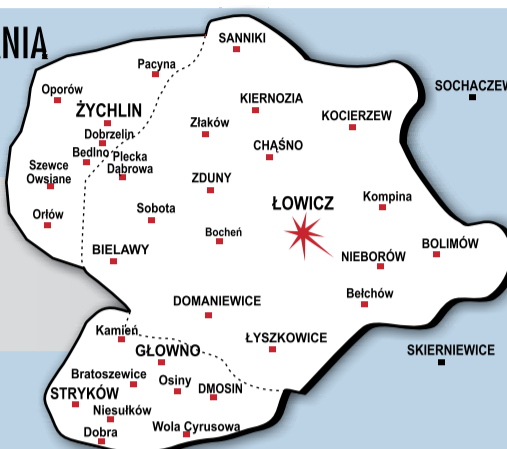 SANNIKI
Pacyna
Oporów
SOCHACZEW
KIERNOZIA
ŻYCHLIN
KOCIERZEW
Złaków
Dobrzelin
CHĄŚNO
Bedlno
Plecka
Dąbrowa
Szewce
Owsiane
ZDUNY
Kompina
ŁOWICZ
Sobota
Orłów
Bocheń
BOLIMÓW
BIELAWY
NIEBORÓW
Bełchów
DOMANIEWICE
Kamień
ŁYSZKOWICE
GŁOWNO
SKIERNIEWICE
Bratoszewice
Osiny
DMOSIN
STRYKÓW
Niesułków
Dobra
Wola Cyrusowa